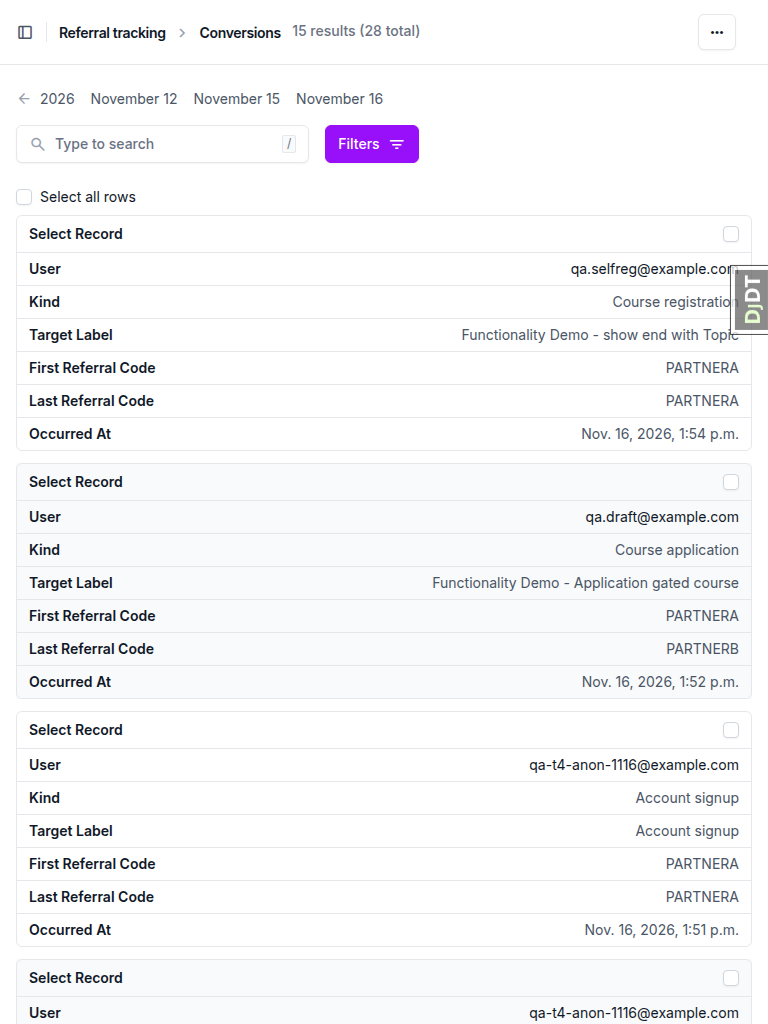 Referral tracking > Conversions 15 results (28 total)
← 2026 November 12 November 15 November 16
Type to search /
Filters
Select all rows
Select Record
User qa.selfreg@example.com
DjDT
Kind Course registration
Target Label Functionality Demo - show end with Topic
First Referral Code PARTNERA
Last Referral Code PARTNERA
Occurred At Nov. 16, 2026, 1:54 p.m.
Select Record
User qa.draft@example.com
Kind Course application
Target Label Functionality Demo - Application gated course
First Referral Code PARTNERA
Last Referral Code PARTNERB
Occurred At Nov. 16, 2026, 1:52 p.m.
Select Record
User qa-t4-anon-1116@example.com
Kind Account signup
Target Label Account signup
First Referral Code PARTNERA
Last Referral Code PARTNERA
Occurred At Nov. 16, 2026, 1:51 p.m.
Select Record
User qa-t4-anon-1116@example.com